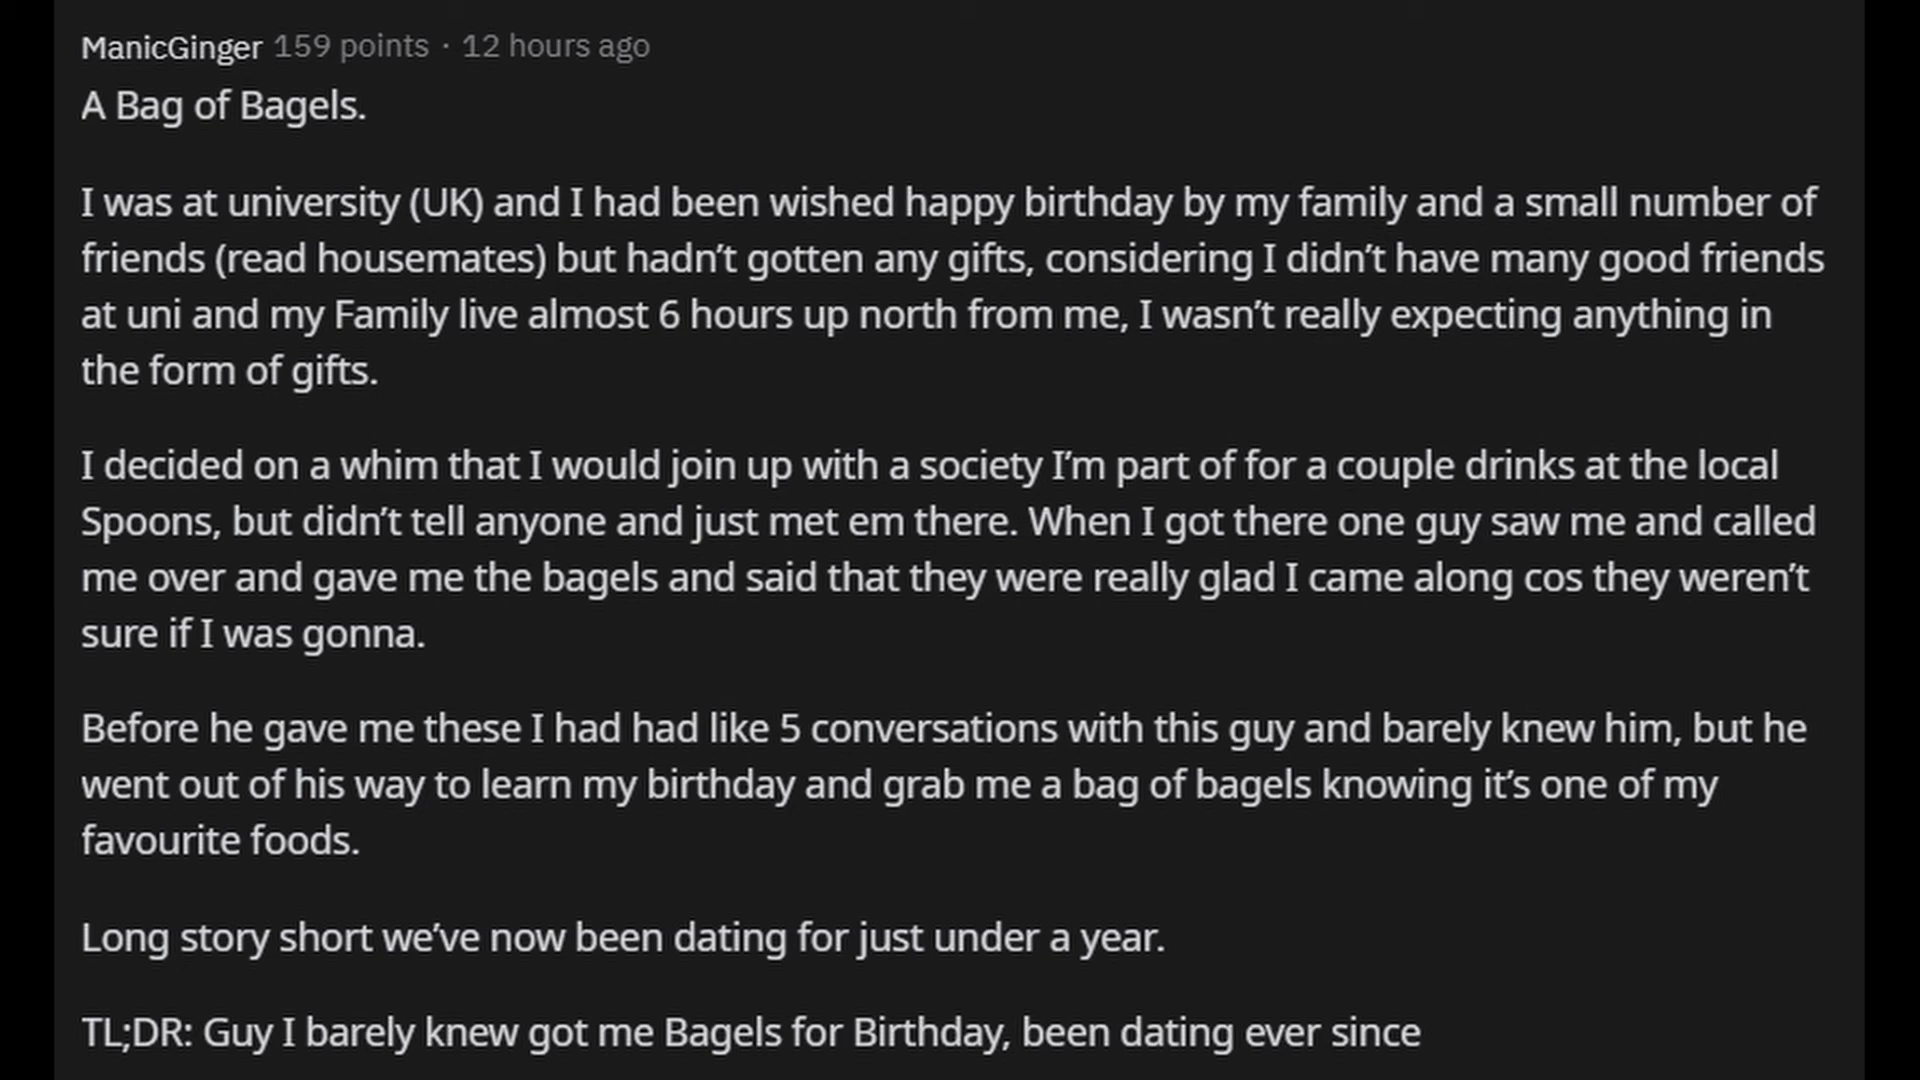 ManicGinger 159 points · 12 hours ago
A Bag of Bagels.
I was at university (UK) and I had been wished happy birthday by my family and a small number of
friends (read housemates) but hadn’t gotten any gifts, considering I didn’t have many good friends
at uni and my Family live almost 6 hours up north from me, I wasn’t really expecting anything in
the form of gifts.
I decided on a whim that I would join up with a society I’m part of for a couple drinks at the local
Spoons, but didn’t tell anyone and just met em there. When I got there one guy saw me and called
me over and gave me the bagels and said that they were really glad I came along cos they weren’t
sure if I was gonna.
Before he gave me these I had had like 5 conversations with this guy and barely knew him, but he
went out of his way to learn my birthday and grab me a bag of bagels knowing it’s one of my
favourite foods.
Long story short we’ve now been dating for just under a year.
TL;DR: Guy I barely knew got me Bagels for Birthday, been dating ever since